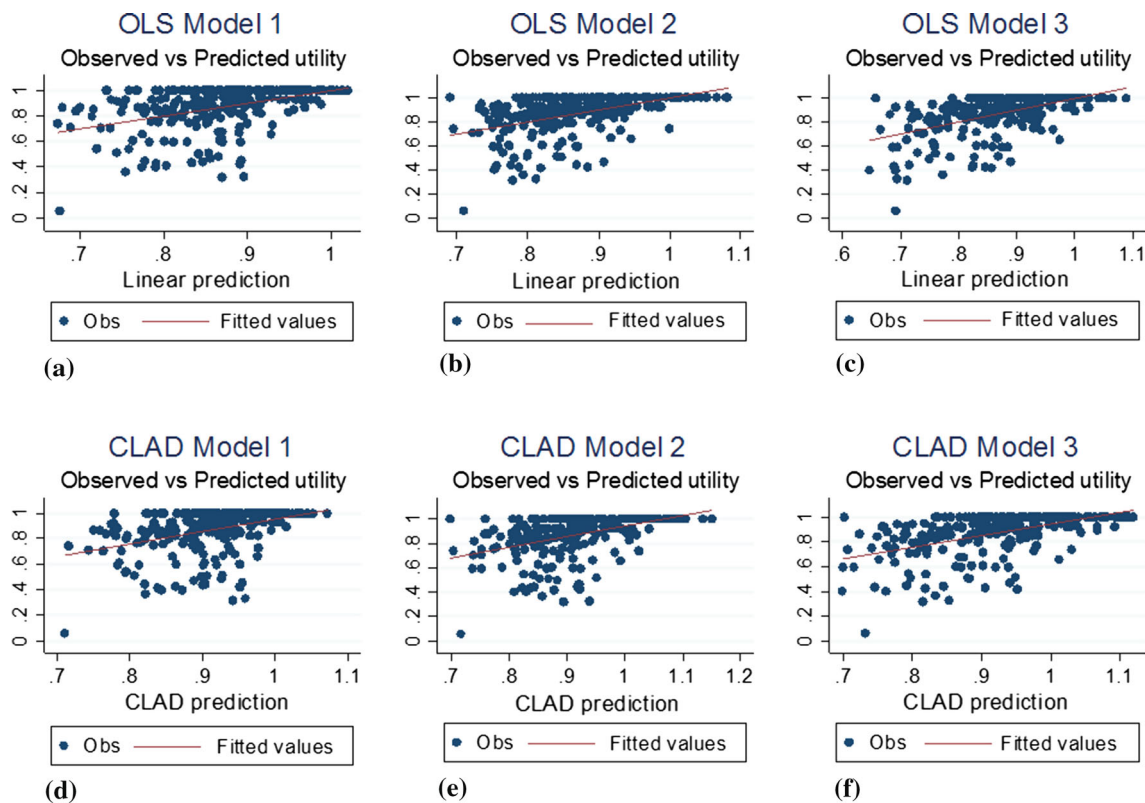 OLS Model 1
Observed vs Predicted utility
0 .2 .4 .6 .8 1
.7 .8 .9 1
Linear prediction
Obs Fitted values
(a)
OLS Model 2
Observed vs Predicted utility
0 .2 .4 .6 .8 1
.7 .8 .9 1 1.1
Linear prediction
Obs Fitted values
(b)
OLS Model 3
Observed vs Predicted utility
0 .2 .4 .6 .8 1
.6 .7 .8 .9 1 1.1
Linear prediction
Obs Fitted values
(c)
CLAD Model 1
Observed vs Predicted utility
0 .2 .4 .6 .8 1
.7 .8 .9 1 1.1
CLAD prediction
Obs Fitted values
(d)
CLAD Model 2
Observed vs Predicted utility
0 .2 .4 .6 .8 1
.7 .8 .9 1 1.1 1.2
CLAD prediction
Obs Fitted values
(e)
CLAD Model 3
Observed vs Predicted utility
0 .2 .4 .6 .8 1
.7 .8 .9 1 1.1
CLAD prediction
Obs Fitted values
(f)